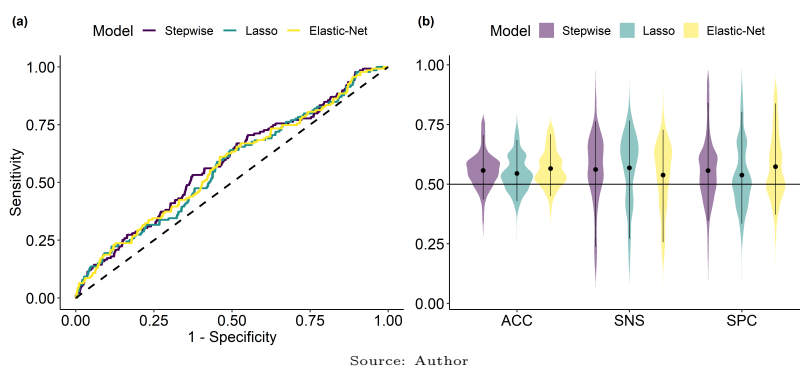 (a)
Model Stepwise Lasso Elastic-Net
1.00
0.75
0.50
0.25
0.00
Sensitivity
0.00 0.25 0.50 0.75 1.00
1 - Specificity
(b)
Model Stepwise Lasso Elastic-Net
1.00
0.75
0.50
0.25
0.00
ACC SNS SPC
Source: Author